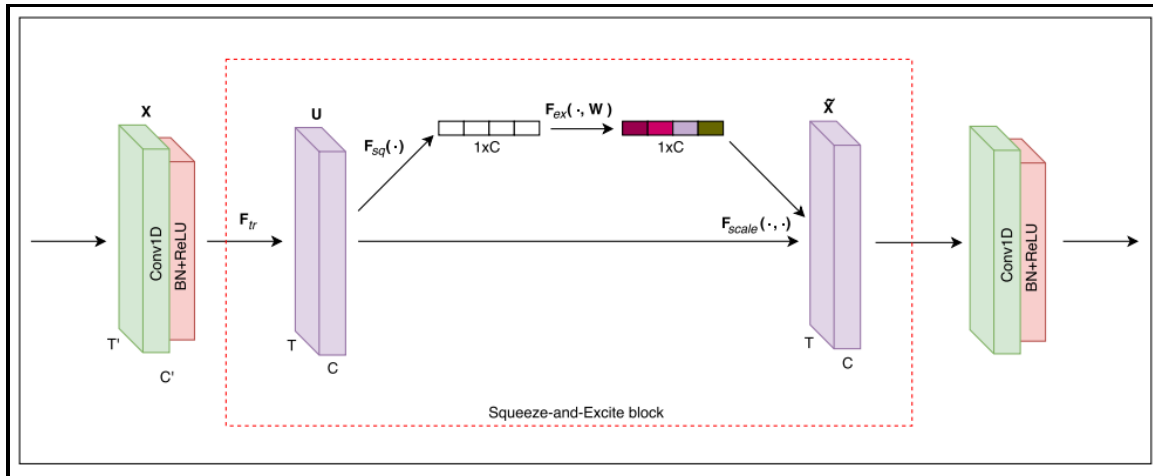 X
Conv1D
BN+ReLU
T'
C'
F_tr
U
T
C
F_sq(·)
1xC
F_ex(·, W)
1xC
F_scale(·, ·)
X̃
T
C
Squeeze-and-Excite block
Conv1D
BN+ReLU